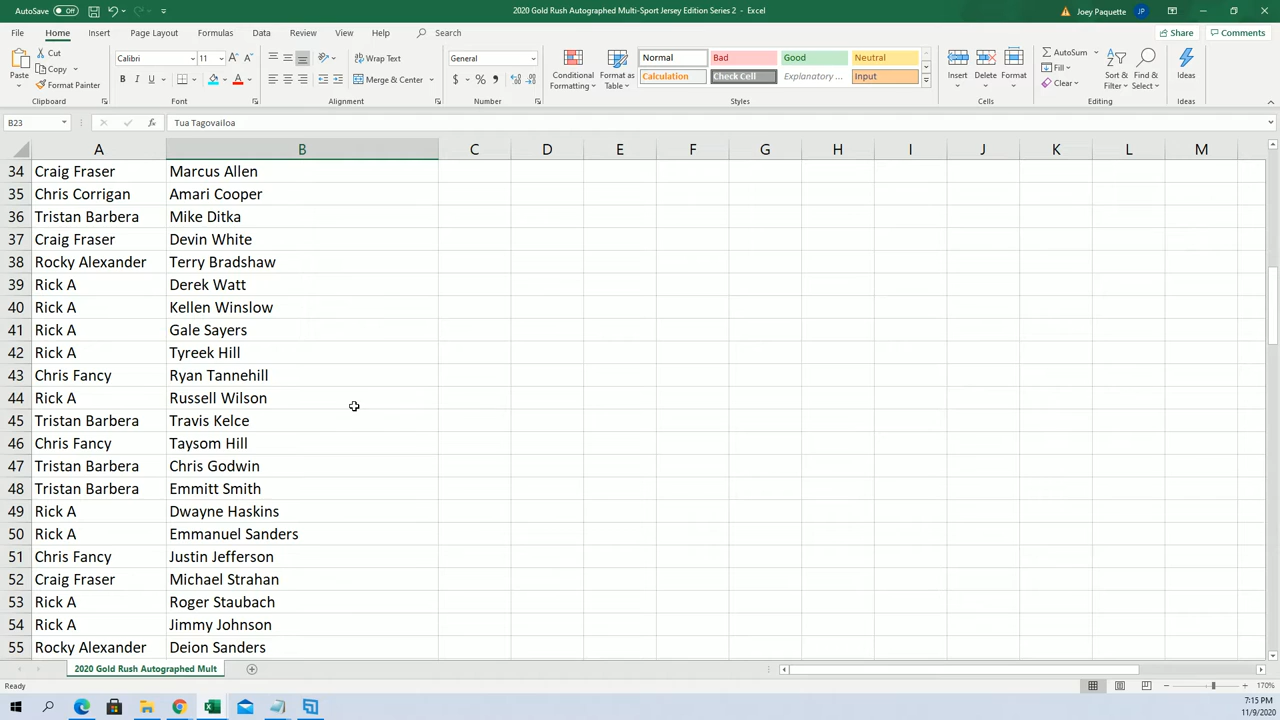 AutoSave Off 2020 Gold Rush Autographed Multi-Sport Jersey Edition Series 2 - Excel Joey Paquette JP
File Home Insert Page Layout Formulas Data Review View Help Search Share Comments
Paste Cut Copy Format Painter Clipboard
Calibri 11 A A B I U A Font
Wrap Text Merge & Center Alignment
General $ % , Number
Conditional Formatting Format as Table
Normal Bad Good Neutral
Calculation Check Cell Explanatory ... Input
Styles
Insert Delete Format Cells
AutoSum Fill Clear Sort & Filter Find & Select Editing
Ideas Ideas
B23 fx Tua Tagovailoa
A B C D E F G H I J K L M
34 Craig Fraser Marcus Allen
35 Chris Corrigan Amari Cooper
36 Tristan Barbera Mike Ditka
37 Craig Fraser Devin White
38 Rocky Alexander Terry Bradshaw
39 Rick A Derek Watt
40 Rick A Kellen Winslow
41 Rick A Gale Sayers
42 Rick A Tyreek Hill
43 Chris Fancy Ryan Tannehill
44 Rick A Russell Wilson
45 Tristan Barbera Travis Kelce
46 Chris Fancy Taysom Hill
47 Tristan Barbera Chris Godwin
48 Tristan Barbera Emmitt Smith
49 Rick A Dwayne Haskins
50 Rick A Emmanuel Sanders
51 Chris Fancy Justin Jefferson
52 Craig Fraser Michael Strahan
53 Rick A Roger Staubach
54 Rick A Jimmy Johnson
55 Rocky Alexander Deion Sanders
2020 Gold Rush Autographed Mult
Ready 170%
7:15 PM
11/9/2020